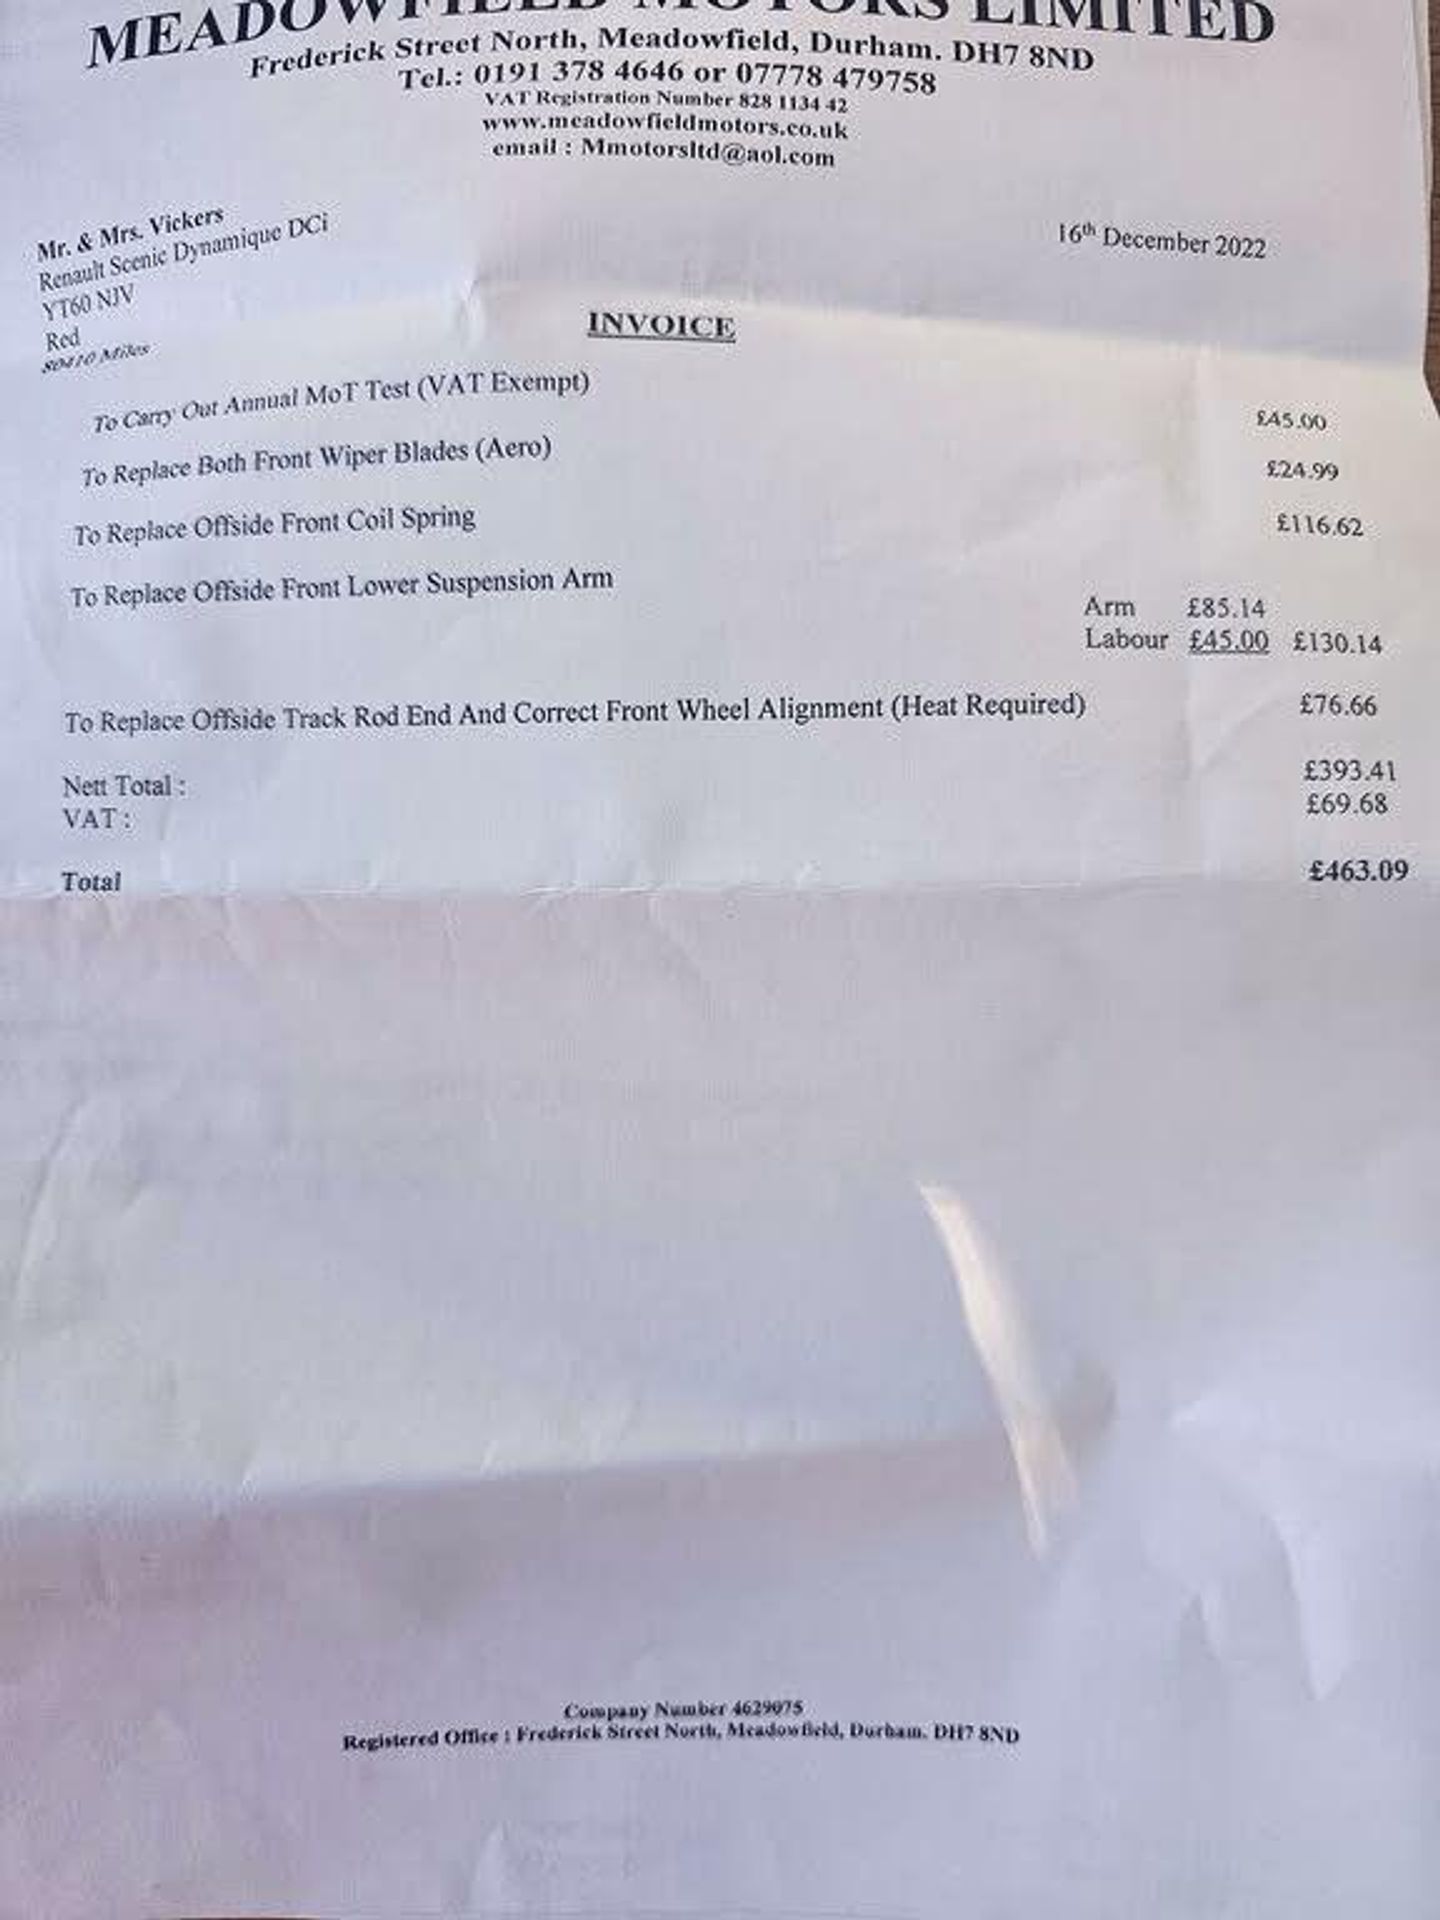 MEADOWFIELD MOTORS LIMITED
Frederick Street North, Meadowfield, Durham. DH7 8ND
Tel.: 0191 378 4646 or 07778 479758
VAT Registration Number 828 1134 42
www.meadowfieldmotors.co.uk
email : Mmotorsltd@aol.com
Mr. & Mrs. Vickers
16th December 2022
Renault Scenic Dynamique DCi
YT60 NJV
Red
80410 Miles
INVOICE
To Carry Out Annual MoT Test (VAT Exempt) £45.00
To Replace Both Front Wiper Blades (Aero) £24.99
To Replace Offside Front Coil Spring £116.62
To Replace Offside Front Lower Suspension Arm
Arm £85.14
Labour £45.00 £130.14
To Replace Offside Track Rod End And Correct Front Wheel Alignment (Heat Required) £76.66
Nett Total : £393.41
VAT : £69.68
Total £463.09
Company Number 4629075
Registered Office : Frederick Street North, Meadowfield, Durham. DH7 8ND